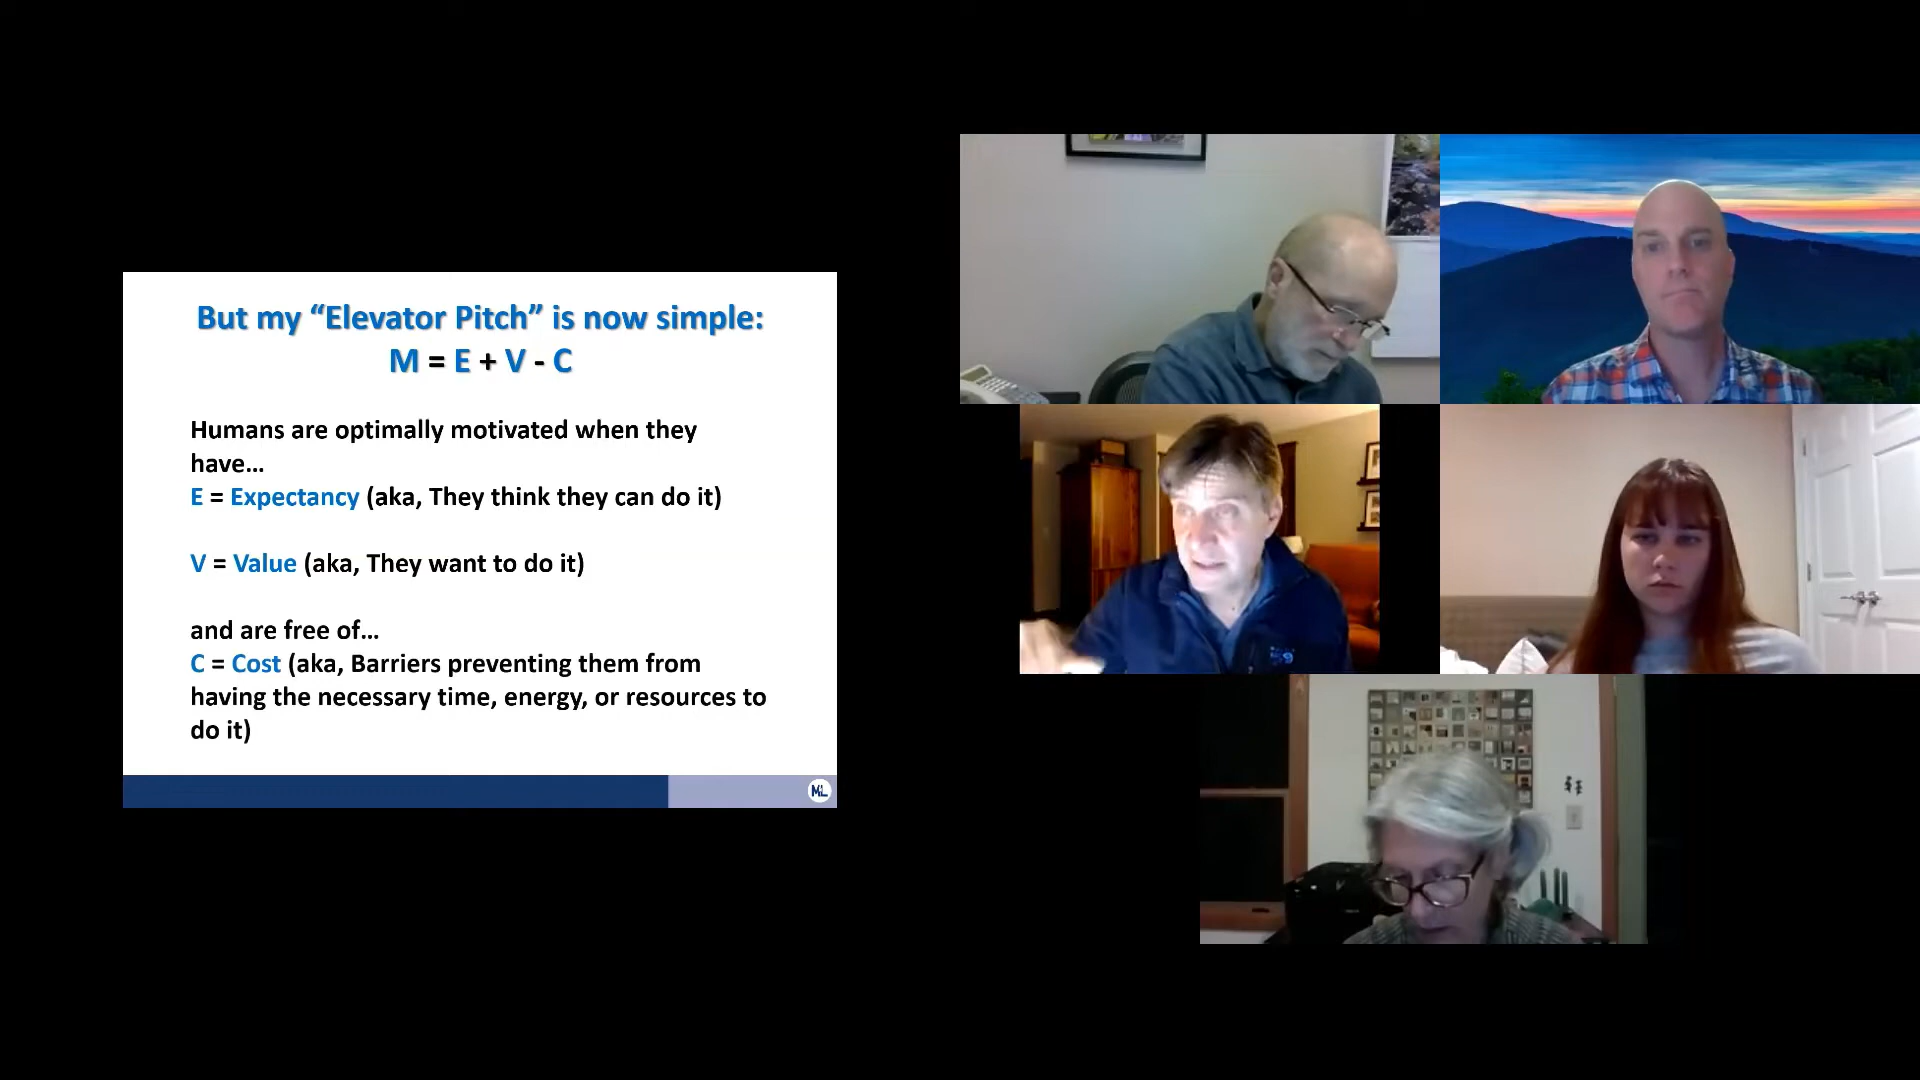 But my “Elevator Pitch” is now simple:
M = E + V - C
Humans are optimally motivated when they
have...
E = Expectancy (aka, They think they can do it)
V = Value (aka, They want to do it)
and are free of...
C = Cost (aka, Barriers preventing them from
having the necessary time, energy, or resources to
do it)
ML